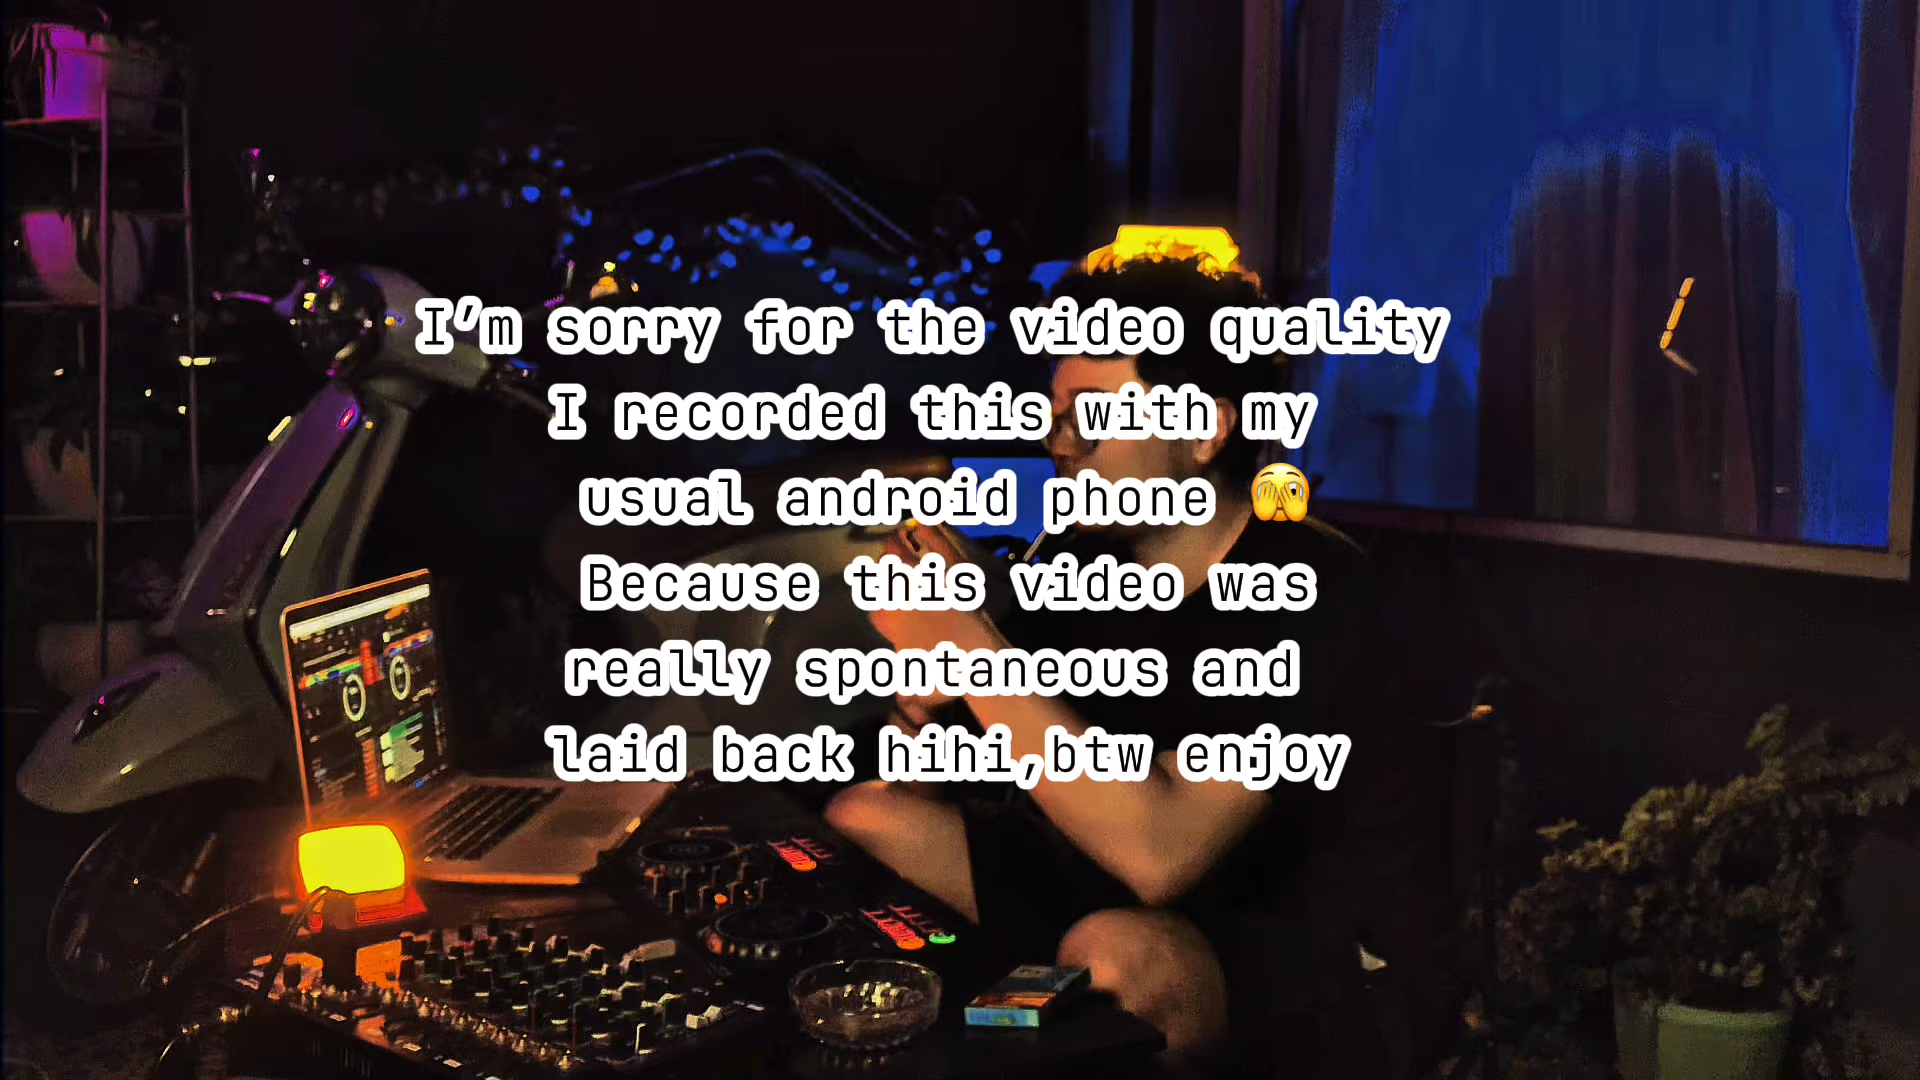 I’m sorry for the video quality
I recorded this with my
usual android phone 🫣
Because this video was
really spontaneous and
laid back hihi,btw enjoy